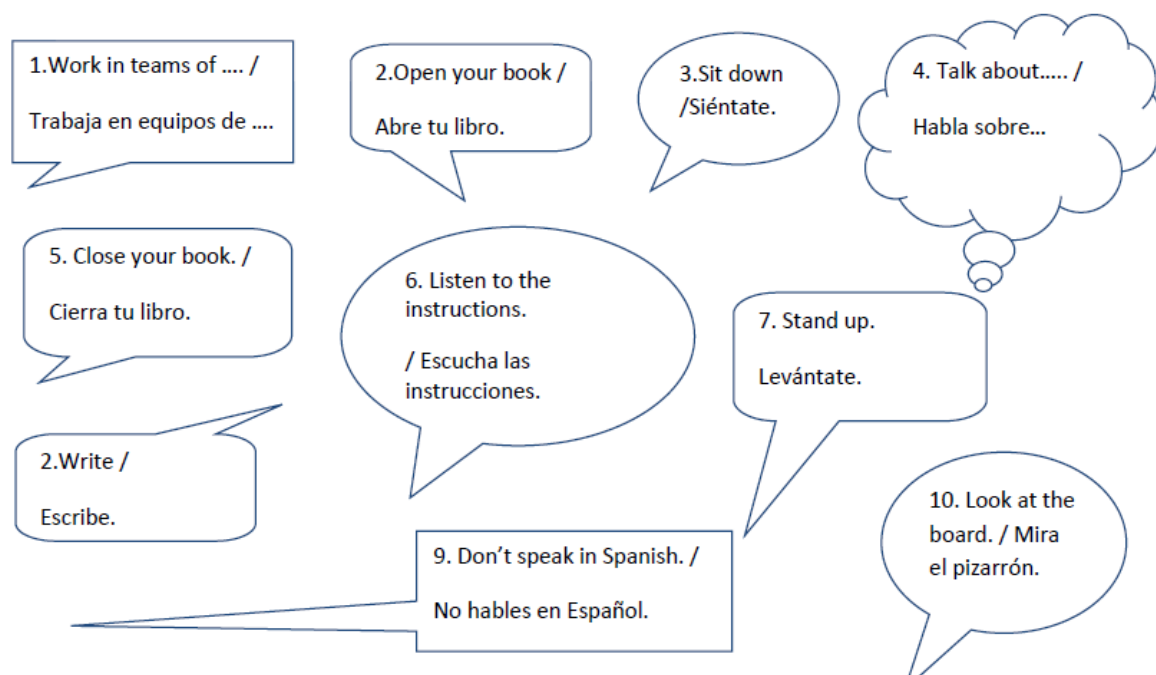 1.Work in teams of .... /
Trabaja en equipos de ....
2.Open your book /
Abre tu libro.
3.Sit down
/Siéntate.
4. Talk about..... /
Habla sobre...
5. Close your book. /
Cierra tu libro.
6. Listen to the
instructions.
/ Escucha las
instrucciones.
7. Stand up.
Levántate.
2.Write /
Escribe.
9. Don’t speak in Spanish. /
No hables en Español.
10. Look at the
board. / Mira
el pizarrón.